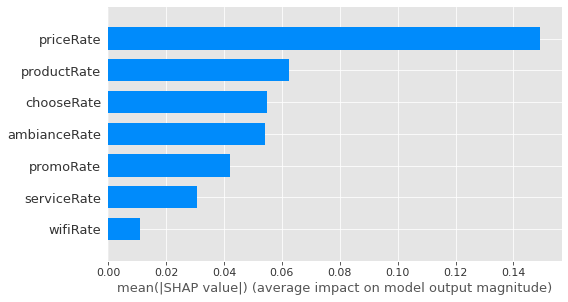 priceRate
productRate
chooseRate
ambianceRate
promoRate
serviceRate
wifiRate
0.00 0.02 0.04 0.06 0.08 0.10 0.12 0.14
mean(|SHAP value|) (average impact on model output magnitude)